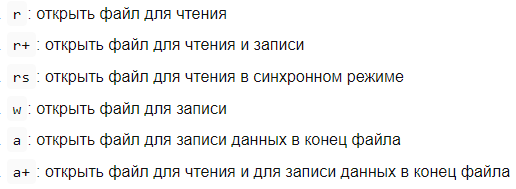 r : открыть файл для чтения
r+ : открыть файл для чтения и записи
rs : открыть файл для чтения в синхронном режиме
w : открыть файл для записи
a : открыть файл для записи данных в конец файла
a+ : открыть файл для чтения и для записи данных в конец файла